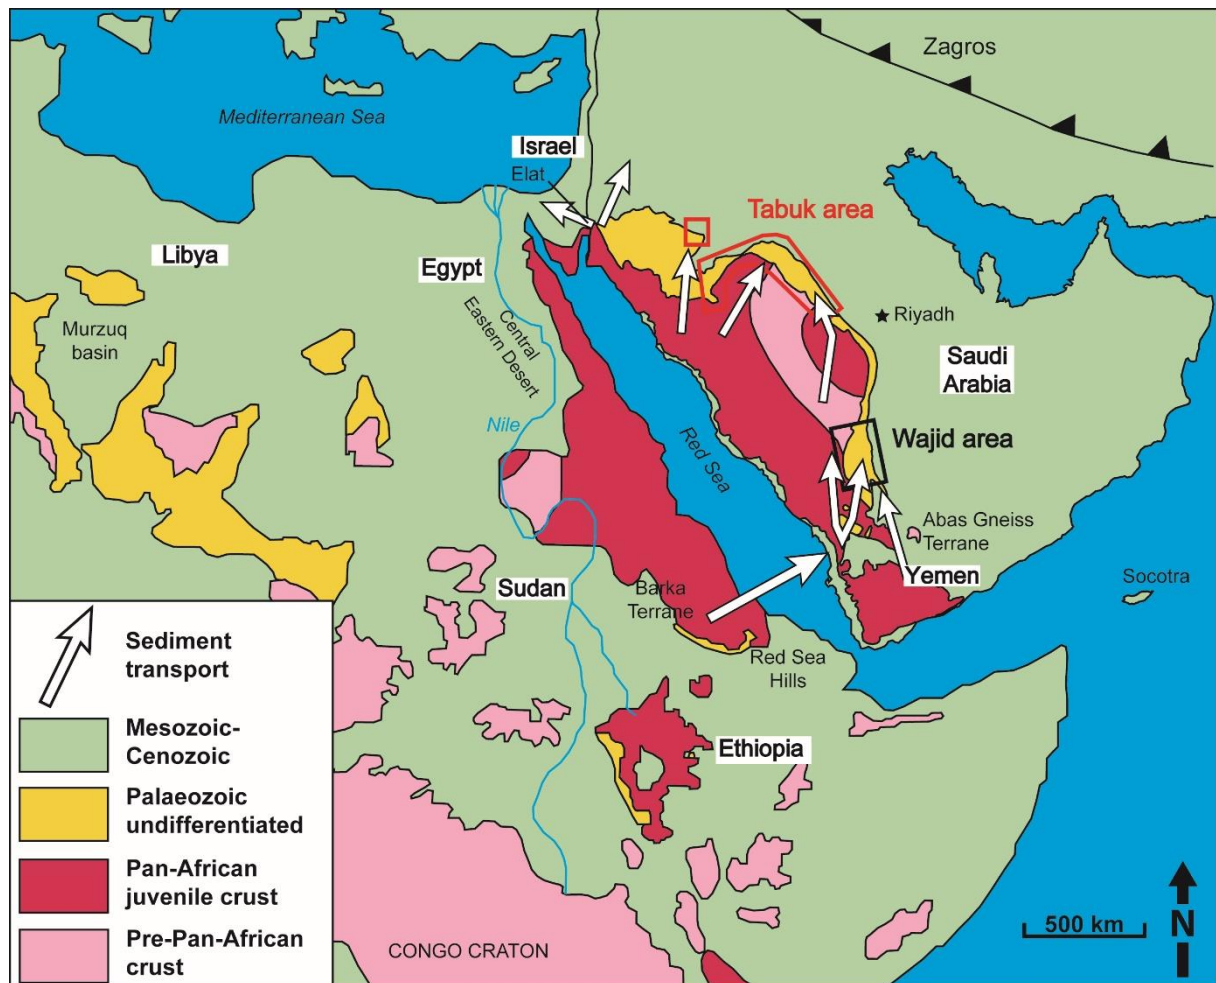 Zagros
Mediterranean Sea
Israel
Elat
Tabuk area
Libya
Egypt
Riyadh
Murzuq
basin
Central
Eastern Desert
Saudi
Arabia
Nile
Red Sea
Wajid area
Abas Gneiss
Terrane
Yemen
Socotra
Sudan
Barka
Terrane
Red Sea
Hills
Ethiopia
Sediment
transport
Mesozoic-
Cenozoic
Palaeozoic
undifferentiated
Pan-African
juvenile crust
Pre-Pan-African
crust
CONGO CRATON
500 km
N